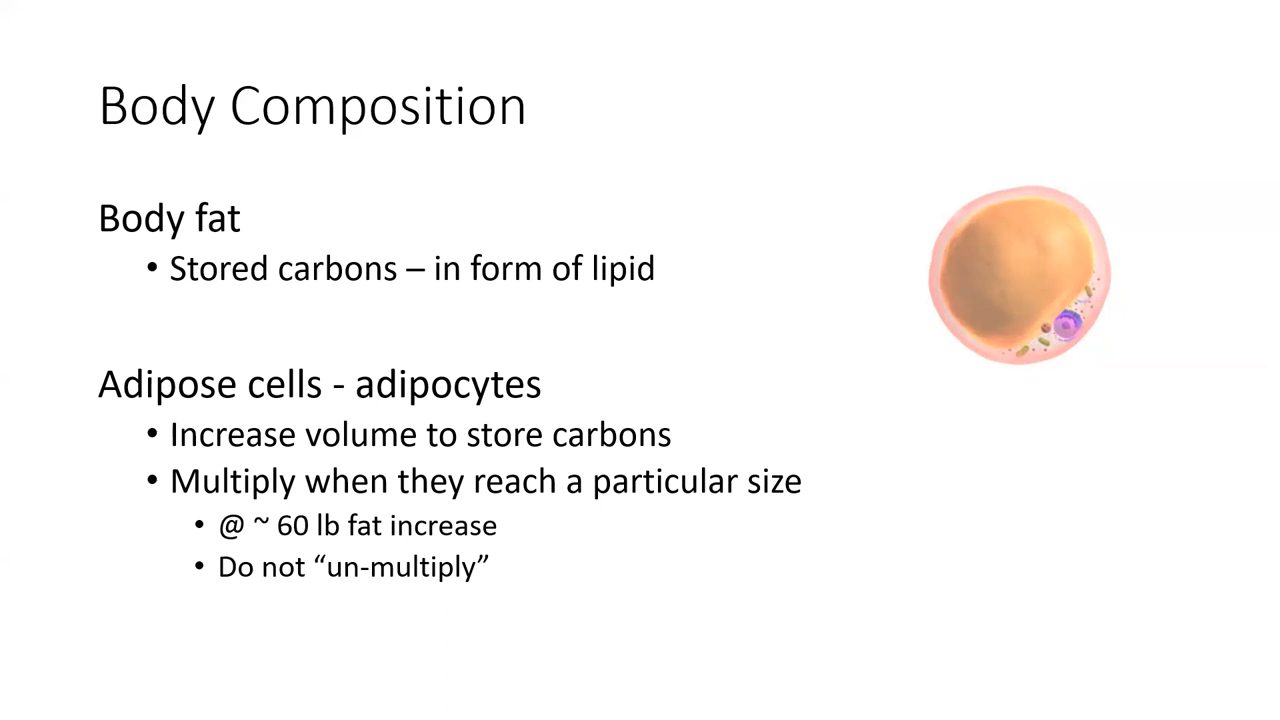 Body Composition
Body fat
• Stored carbons – in form of lipid
Adipose cells - adipocytes
• Increase volume to store carbons
• Multiply when they reach a particular size
• @ ~ 60 lb fat increase
• Do not “un-multiply”